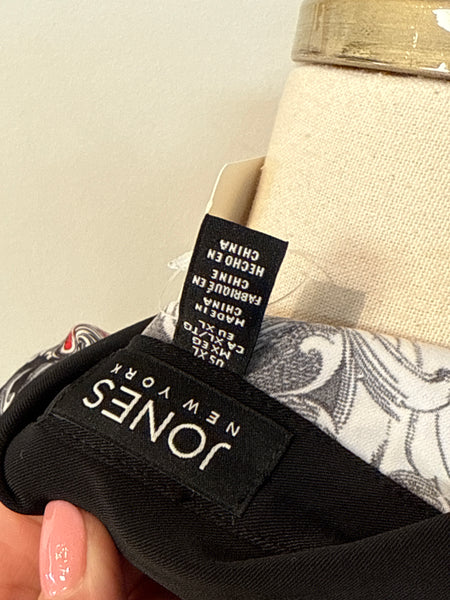 JONES
NEW YORK
US XL
MX EG
CA XL/TG
EU XL
MADE IN
CHINA
FABRIQUÉ EN
CHINE
HECHO EN
CHINA